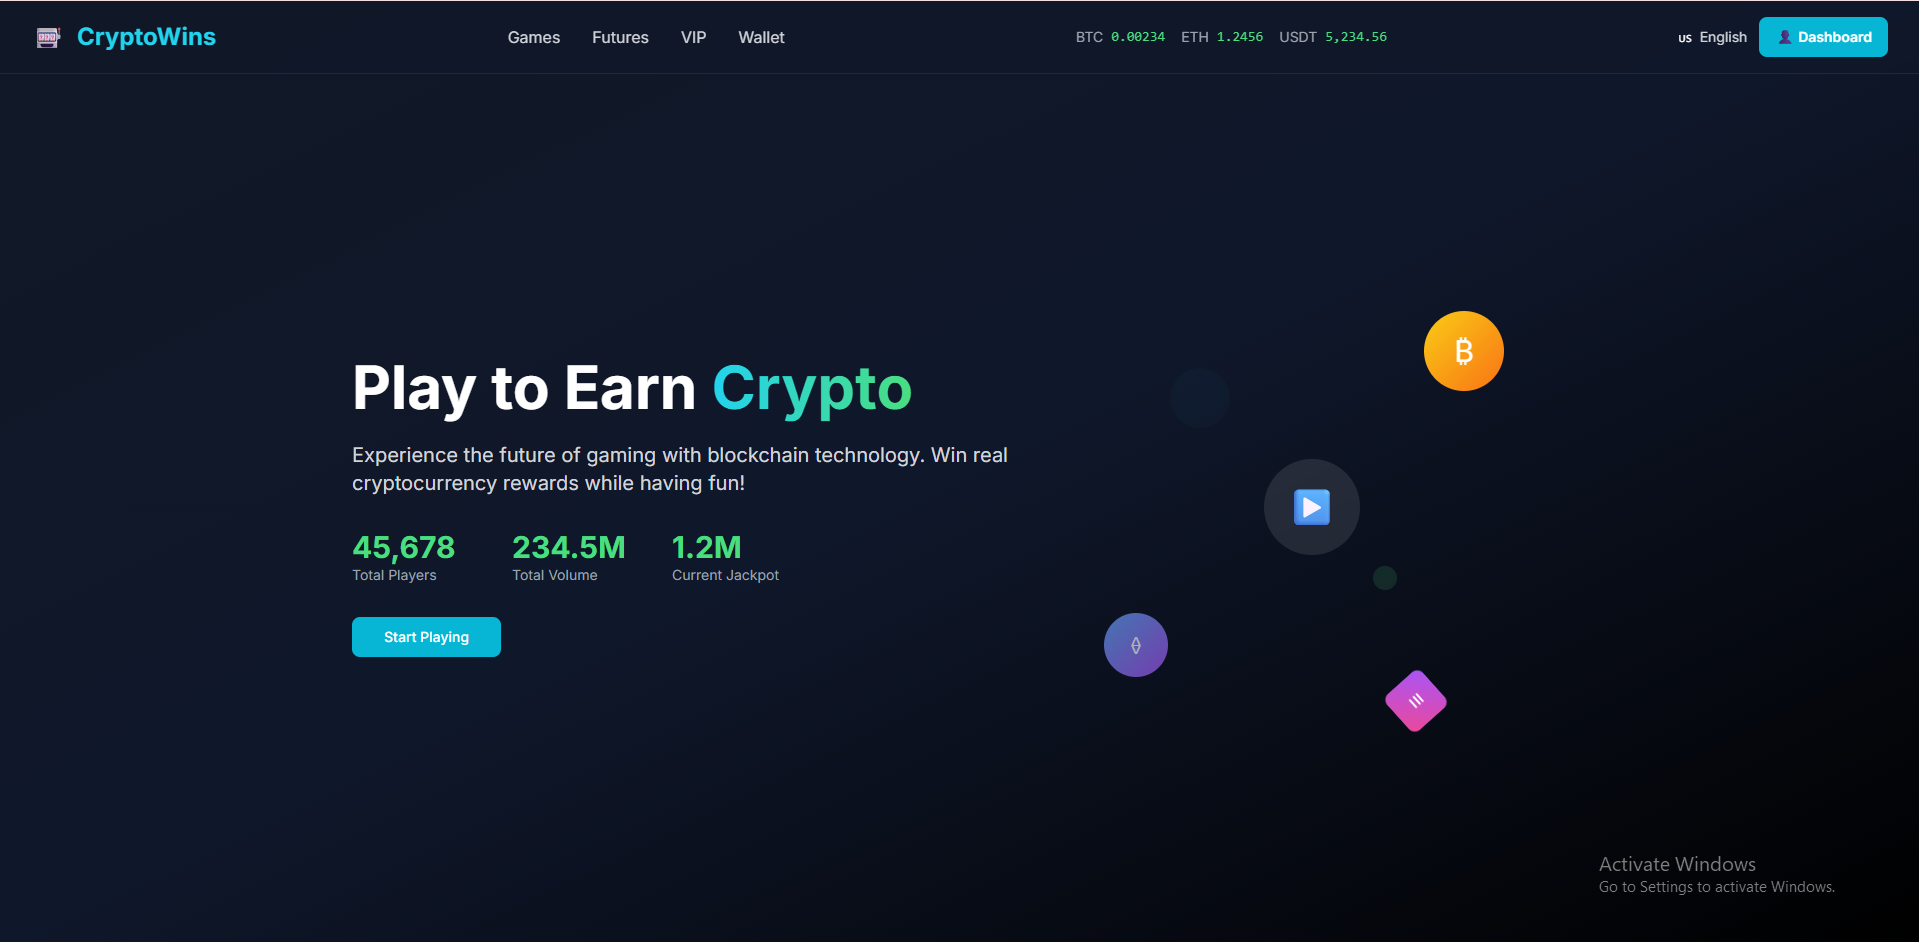 CryptoWins
Games Futures VIP Wallet
BTC 0.00234 ETH 1.2456 USDT 5,234.56
US English Dashboard
Play to Earn Crypto
Experience the future of gaming with blockchain technology. Win real
cryptocurrency rewards while having fun!
45,678 234.5M 1.2M
Total Players Total Volume Current Jackpot
Start Playing
Activate Windows
Go to Settings to activate Windows.